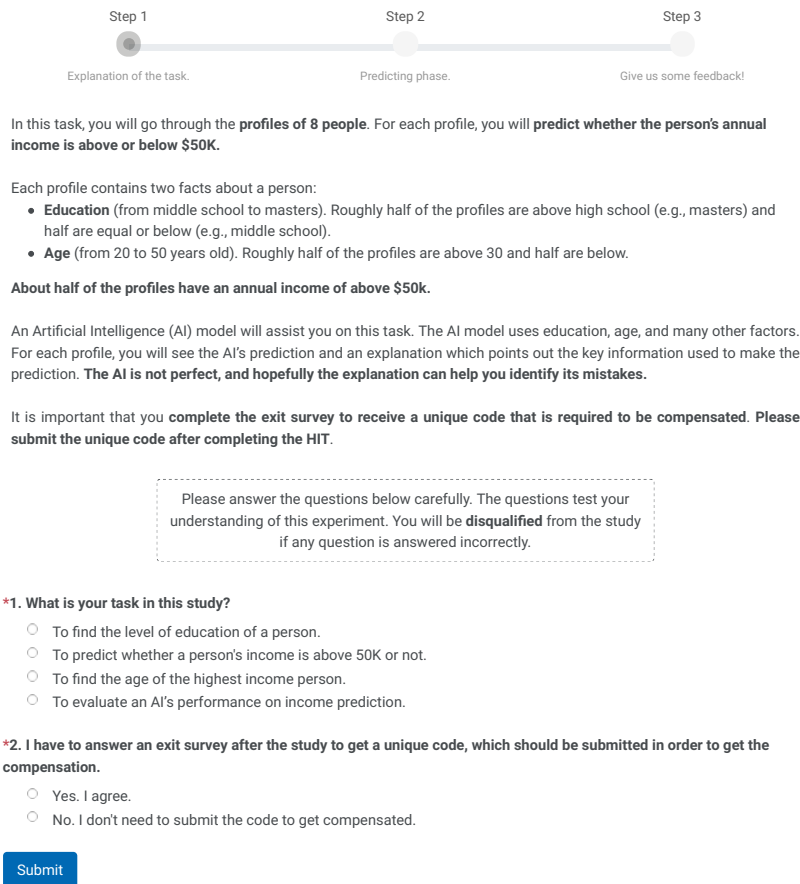 Step 1
Step 2
Step 3
Explanation of the task.
Predicting phase.
Give us some feedback!
In this task, you will go through the profiles of 8 people. For each profile, you will predict whether the person's annual
income is above or below $50K.
Each profile contains two facts about a person:
• Education (from middle school to masters). Roughly half of the profiles are above high school (e.g., masters) and
half are equal or below (e.g., middle school).
• Age (from 20 to 50 years old). Roughly half of the profiles are above 30 and half are below.
About half of the profiles have an annual income of above $50k.
An Artificial Intelligence (AI) model will assist you on this task. The AI model uses education, age, and many other factors.
For each profile, you will see the AI's prediction and an explanation which points out the key information used to make the
prediction. The AI is not perfect, and hopefully the explanation can help you identify its mistakes.
It is important that you complete the exit survey to receive a unique code that is required to be compensated. Please
submit the unique code after completing the HIT.
Please answer the questions below carefully. The questions test your
understanding of this experiment. You will be disqualified from the study
if any question is answered incorrectly.
*1. What is your task in this study?
To find the level of education of a person.
To predict whether a person's income is above 50K or not.
To find the age of the highest income person.
To evaluate an AI's performance on income prediction.
*2. I have to answer an exit survey after the study to get a unique code, which should be submitted in order to get the
compensation.
Yes. I agree.
No. I don't need to submit the code to get compensated.
Submit